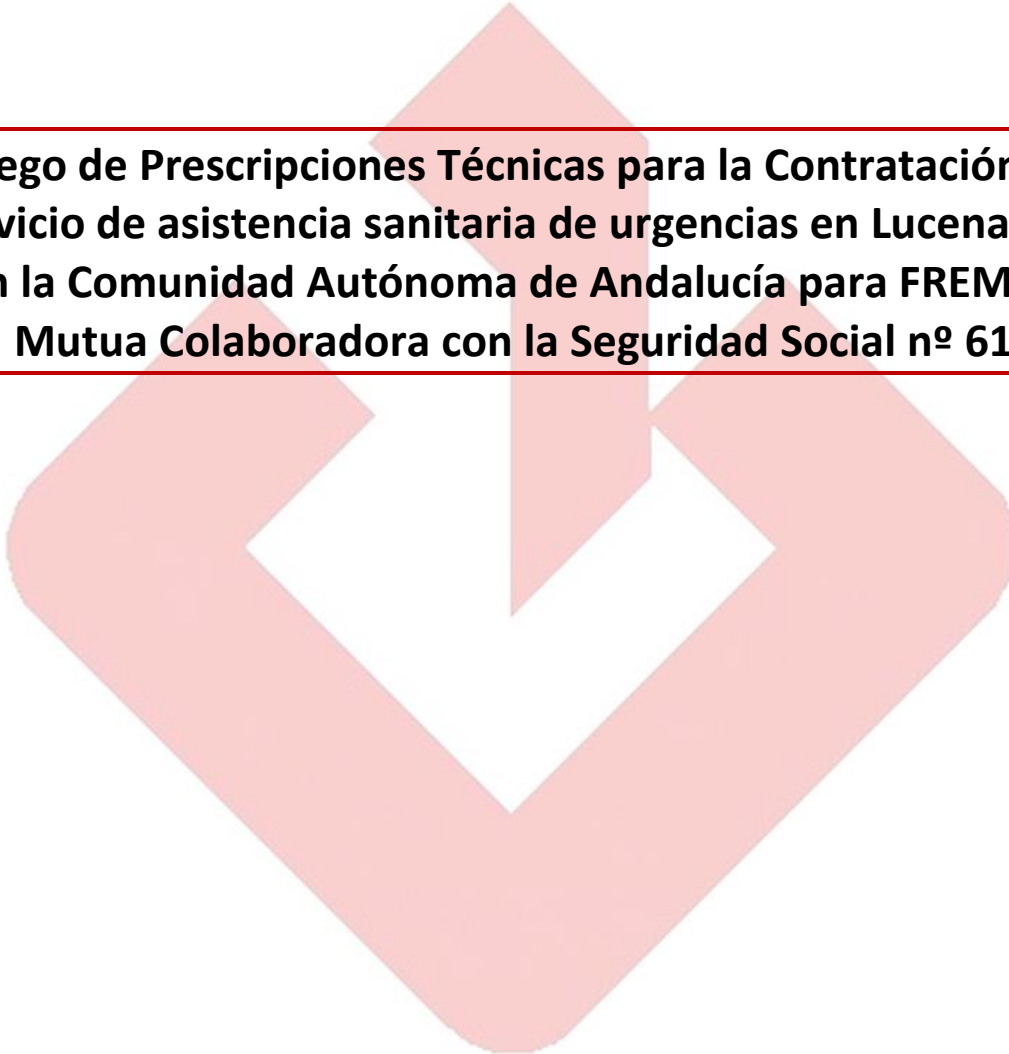 ego de Prescripciones Técnicas para la Contratación
vicio de asistencia sanitaria de urgencias en Lucena
la Comunidad Autónoma de Andalucía para FREM
Mutua Colaboradora con la Seguridad Social nº 61